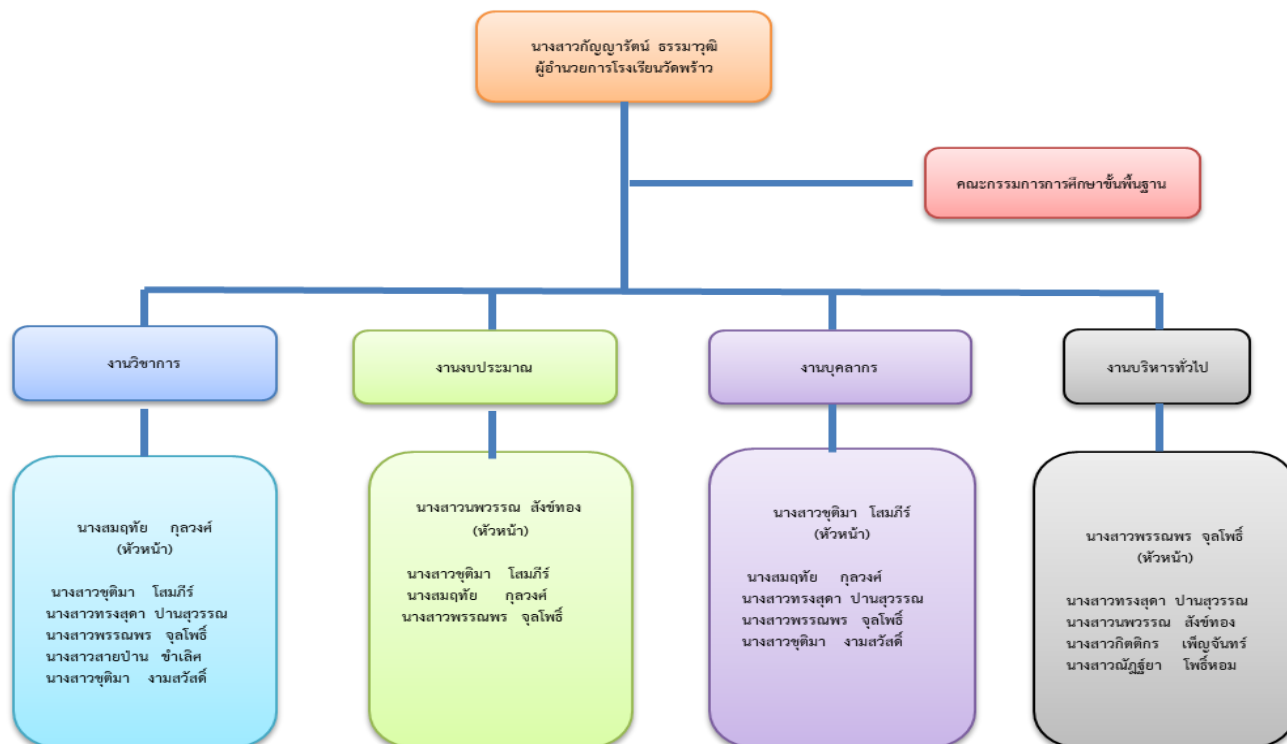 นางสาวกัญญารัตน์ ธรรมาวุฒิ
ผู้อำนวยการโรงเรียนวัดพร้าว
คณะกรรมการการศึกษาขั้นพื้นฐาน
งานวิชาการ
งานงบประมาณ
งานบุคลากร
งานบริหารทั่วไป
นางสมฤทัย กุลวงศ์
(หัวหน้า)
นางสาวชุติมา โสมภีร์
นางสาวทรงสุดา ปานสุวรรณ
นางสาวพรรณพร จุลโพธิ์
นางสาวสายป่าน ขำเลิศ
นางสาวชุติมา งามสวัสดิ์
นางสาวนพวรรณ สังข์ทอง
(หัวหน้า)
นางสาวชุติมา โสมภีร์
นางสมฤทัย กุลวงศ์
นางสาวพรรณพร จุลโพธิ์
นางสาวชุติมา โสมภีร์
(หัวหน้า)
นางสมฤทัย กุลวงศ์
นางสาวทรงสุดา ปานสุวรรณ
นางสาวพรรณพร จุลโพธิ์
นางสาวชุติมา งามสวัสดิ์
นางสาวพรรณพร จุลโพธิ์
(หัวหน้า)
นางสาวทรงสุดา ปานสุวรรณ
นางสาวนพวรรณ สังข์ทอง
นางสาวกิตติกร เพ็ญจันทร์
นางสาวณัฏฐ์ยา โพธิ์หอม